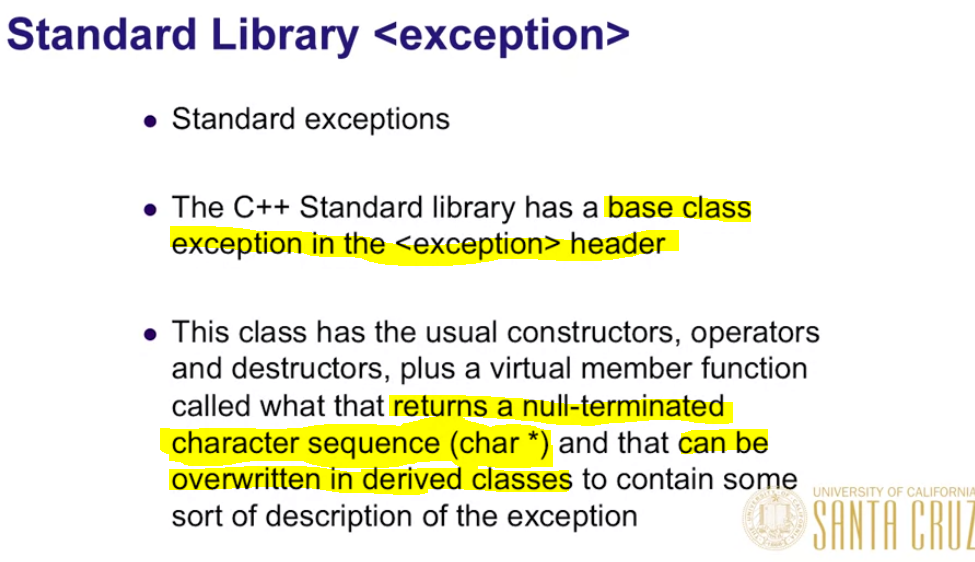 Standard Library <exception>
● Standard exceptions
● The C++ Standard library has a base class
exception in the <exception> header
● This class has the usual constructors, operators
and destructors, plus a virtual member function
called what that returns a null-terminated
character sequence (char *) and that can be
overwritten in derived classes to contain some
sort of description of the exception
UNIVERSITY OF CALIFORNIA
SANTA CRUZ